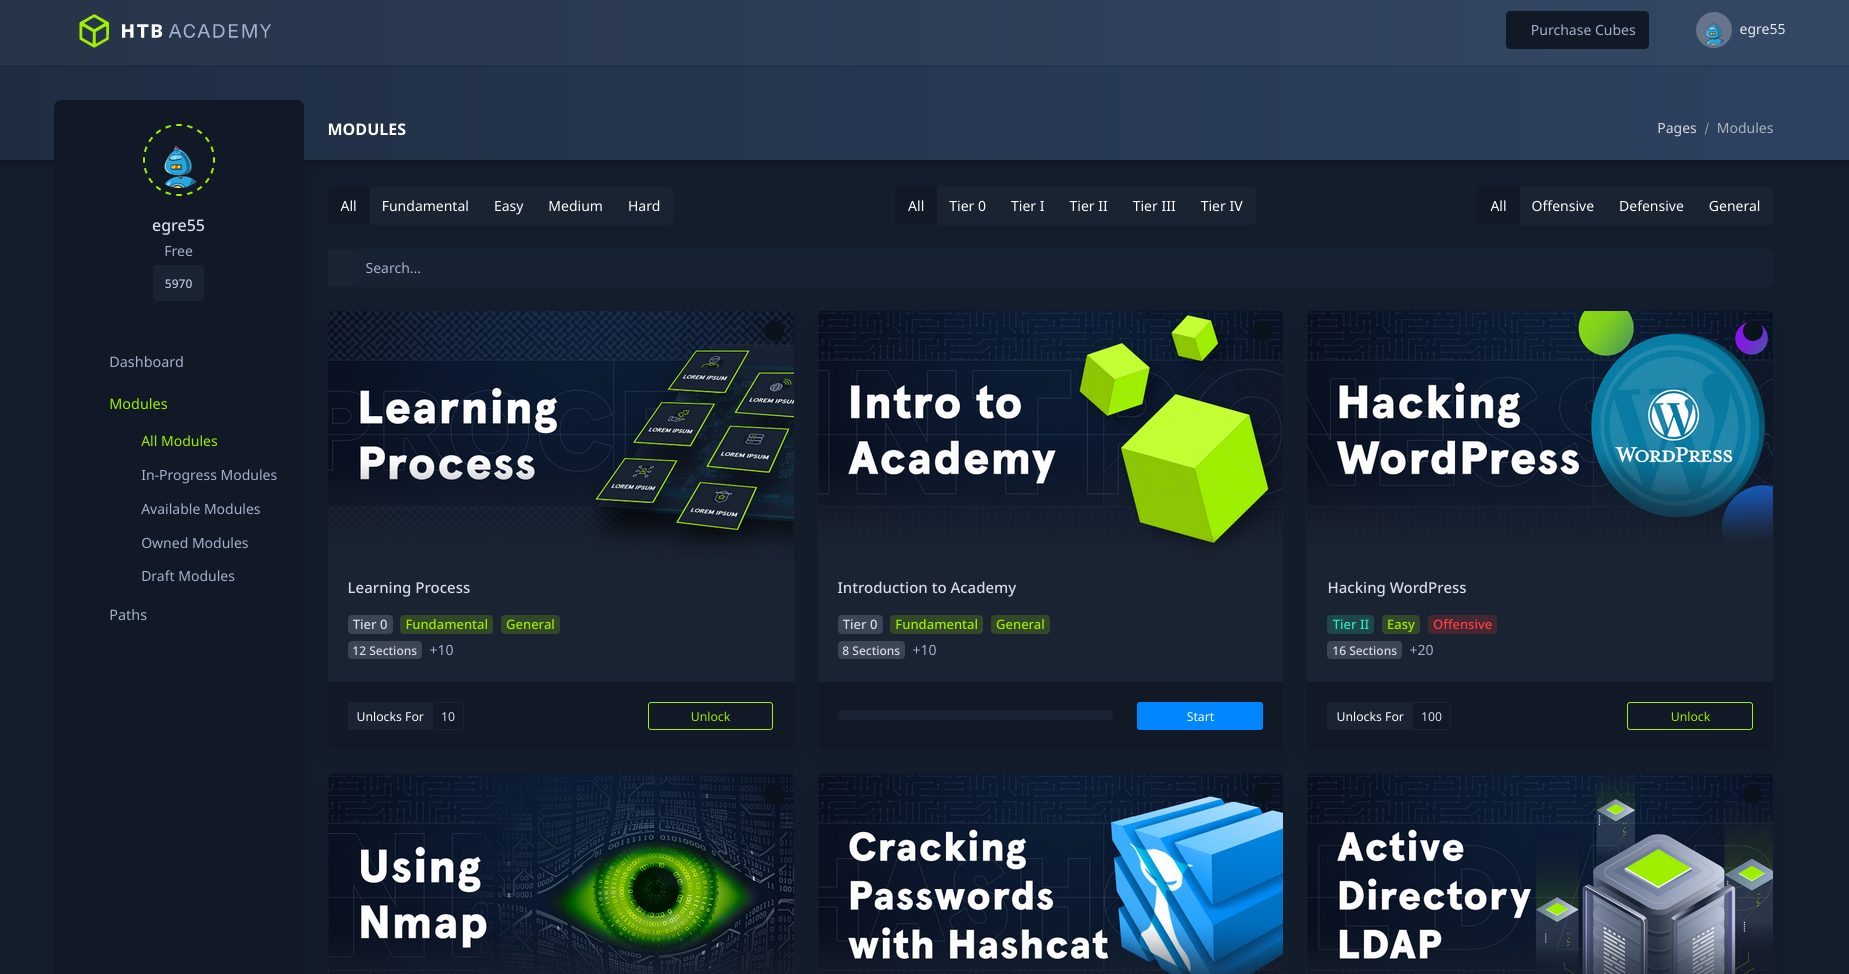 HTB ACADEMY
Purchase Cubes
egre55
MODULES
Pages / Modules
egre55
Free
5970
Dashboard
Modules
All Modules
In-Progress Modules
Available Modules
Owned Modules
Draft Modules
Paths
All Fundamental Easy Medium Hard
All Tier 0 Tier I Tier II Tier III Tier IV
All Offensive Defensive General
Search...
Learning
Process
LOREM IPSUM
LOREM IPSUM
LOREM IPSUM
LOREM IPSUM
LOREM IPSUM
LOREM IPSUM
Learning Process
Tier 0 Fundamental General
12 Sections +10
Unlocks For 10
Unlock
Intro to
Academy
Introduction to Academy
Tier 0 Fundamental General
8 Sections +10
Start
Hacking
WordPress
WORDPRESS
Hacking WordPress
Tier II Easy Offensive
16 Sections +20
Unlocks For 100
Unlock
Using
Nmap
Cracking
Passwords
with Hashcat
Active
Directory
LDAP